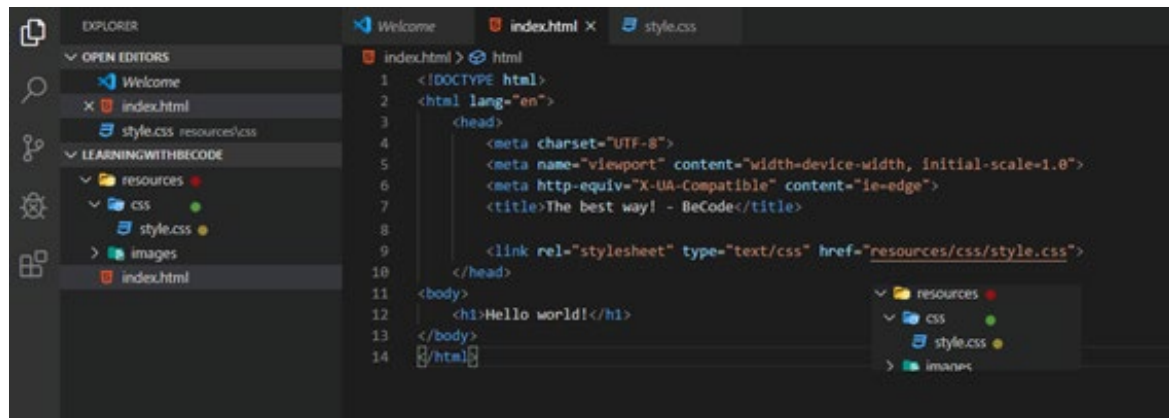 EXPLORER
OPEN EDITORS
Welcome
index.html
style.css resources\css
LEARNINGWITHBECODE
resources
css
style.css
images
index.html
Welcome
index.html
style.css
index.html > html
1 <!DOCTYPE html>
2 <html lang="en">
3 <head>
4 <meta charset="UTF-8">
5 <meta name="viewport" content="width=device-width, initial-scale=1.0">
6 <meta http-equiv="X-UA-Compatible" content="ie=edge">
7 <title>The best way! - BeCode</title>
8
9 <link rel="stylesheet" type="text/css" href="resources/css/style.css">
10 </head>
11 <body>
12 <h1>Hello world!</h1>
13 </body>
14 </html>
resources
css
style.css
images